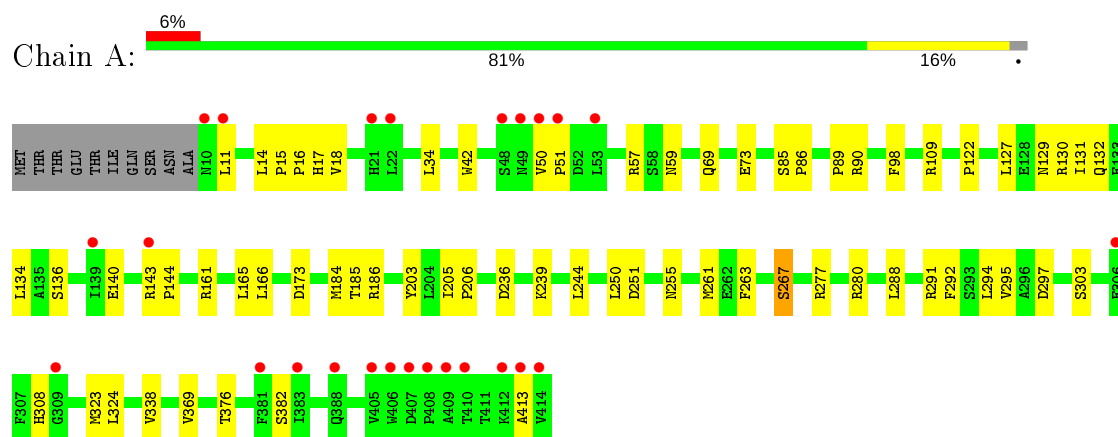 6%
Chain A:
81% 16% •
MET THR THR GLU THR ILE GLN SER ASN ALA N10 L11 L14 P15 P16 H17 V18 H21 L22 L34 W42 S48 N49 V50 P51 D52 L53 R57 S58 N59 Q69 E73 S85 P86 P89 R90 F98 R109 P122 L127 E128 N129 R130 I131 Q132
L134 A135 S136 I139 E140 R143 P144 R161 L165 L166 D173 M184 T185 R186 Y203 L204 I205 P206 D236 K239 L244 L250 D251 N255 M261 E262 F263 S267 R277 R280 L288 R291 F292 S293 L294 V295 A296 D297 S303
F307 H308 G309 M323 L324 V338 V369 T376 F381 S382 I383 Q388 V405 W406 D407 P408 A409 T410 T411 K412 A413 V414